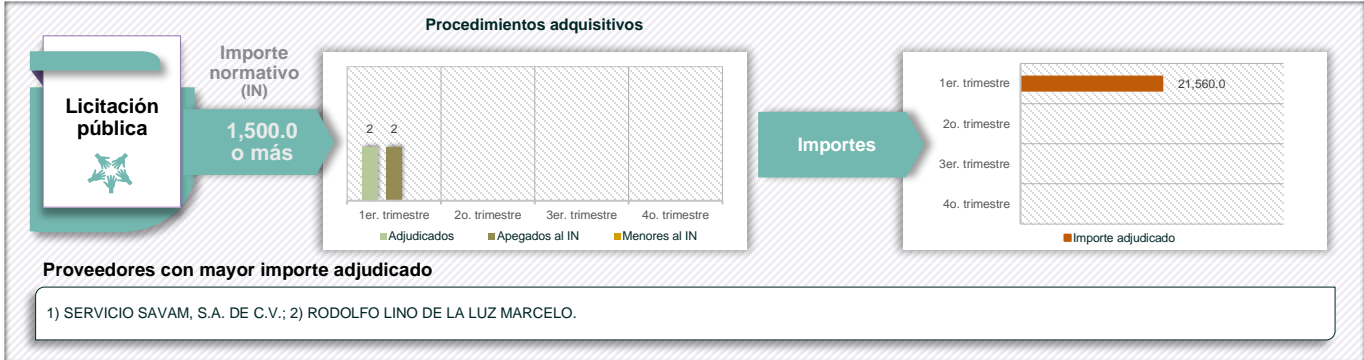 Procedimientos adquisitivos
Licitación
pública
Importe
normativo
(IN)
1,500.0
o más
2 2
1er. trimestre 2o. trimestre 3er. trimestre 4o. trimestre
Adjudicados Apegados al IN Menores al IN
Importes
1er. trimestre 21,560.0
2o. trimestre
3er. trimestre
4o. trimestre
Importe adjudicado
Proveedores con mayor importe adjudicado
1) SERVICIO SAVAM, S.A. DE C.V.; 2) RODOLFO LINO DE LA LUZ MARCELO.